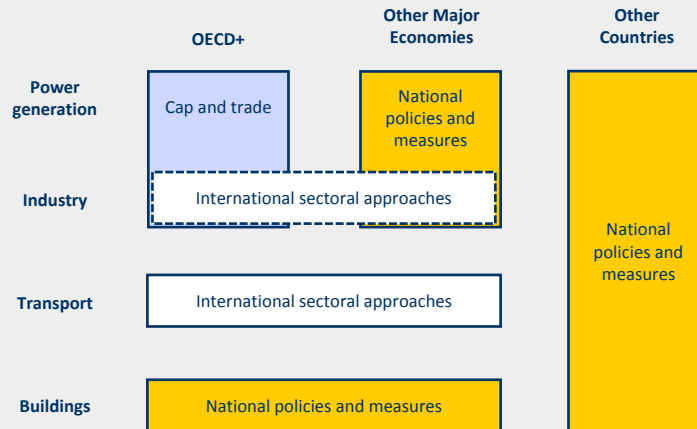 OECD+
Other Major
Economies
Other
Countries
Power
generation
Cap and trade
National
policies and
measures
Industry
International sectoral approaches
National
policies and
measures
Transport
International sectoral approaches
Buildings
National policies and measures